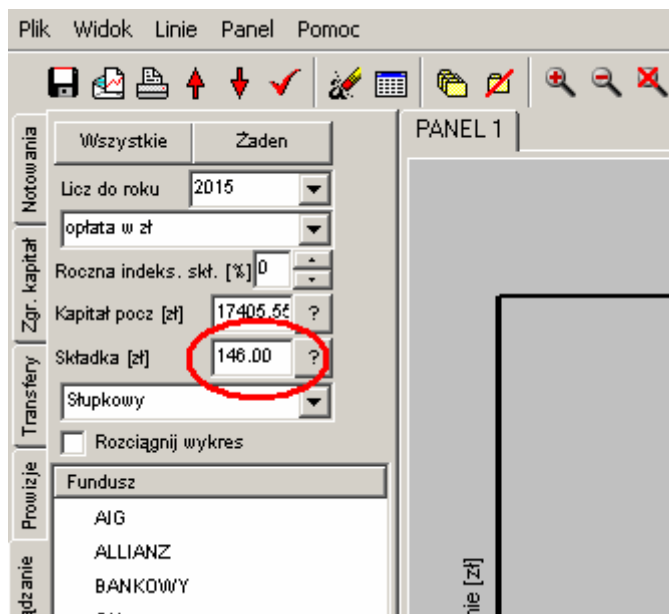 Plik Widok Linie Panel Pomoc
Notowania
Zgr. kapitał
Transfery
Prowizje
Wszystkie Żaden
Licz do roku 2015
opłata w zł
Roczna indeks. skł. [%] 0
Kapitał pocz [zł] 17405.55 ?
Składka [zł] 146.00 ?
Słupkowy
Rozciągnij wykres
Fundusz
AIG
ALLIANZ
BANKOWY
PANEL 1
[zł]